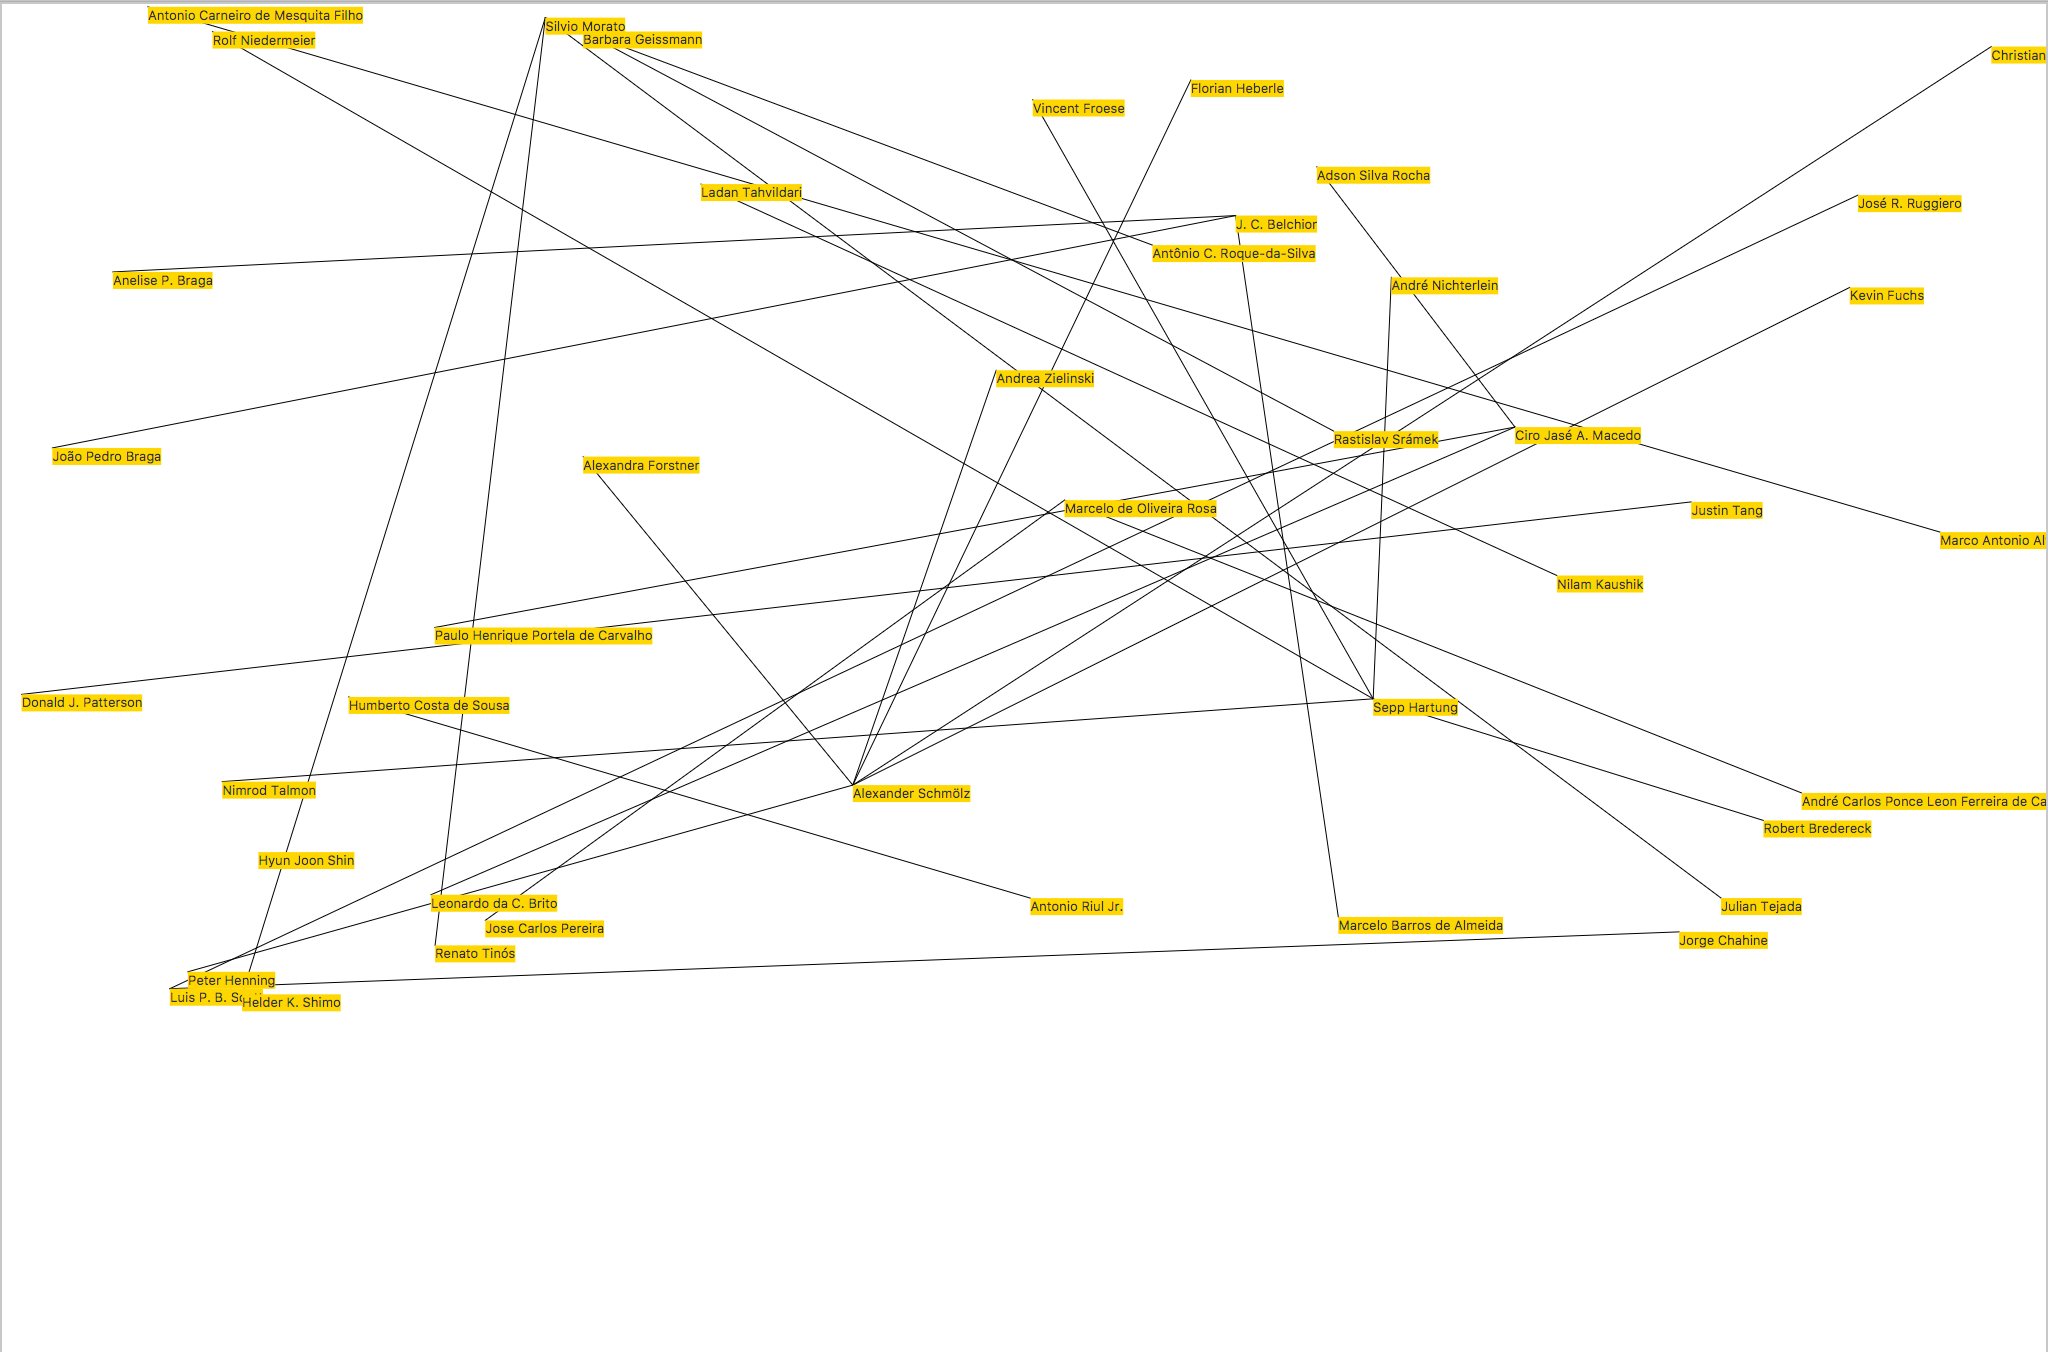 Antonio Carneiro de Mesquita Filho
Silvio Morato
Rolf Niedermeier
Barbara Geissmann
Christian
Florian Heberle
Vincent Froese
Adson Silva Rocha
Ladan Tahvildari
José R. Ruggiero
J. C. Belchior
Antônio C. Roque-da-Silva
Anelise P. Braga
André Nichterlein
Kevin Fuchs
Andrea Zielinski
Rastislav Srámek
Ciro Jasé A. Macedo
João Pedro Braga
Alexandra Forstner
Marcelo de Oliveira Rosa
Justin Tang
Marco Antonio Al
Nilam Kaushik
Paulo Henrique Portela de Carvalho
Donald J. Patterson
Humberto Costa de Sousa
Sepp Hartung
Nimrod Talmon
Alexander Schmölz
André Carlos Ponce Leon Ferreira de Ca
Robert Bredereck
Hyun Joon Shin
Leonardo da C. Brito
Antonio Riul Jr.
Julian Tejada
Jose Carlos Pereira
Marcelo Barros de Almeida
Jorge Chahine
Renato Tinós
Peter Henning
Luis P. B.
Helder K. Shimo